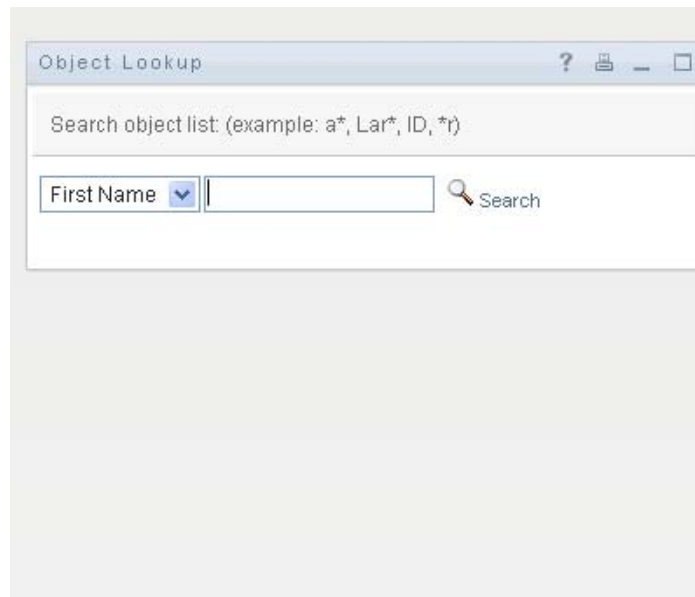 Object Lookup ?
Search object list: (example: a*, Lar*, ID, *r)
First Name Search